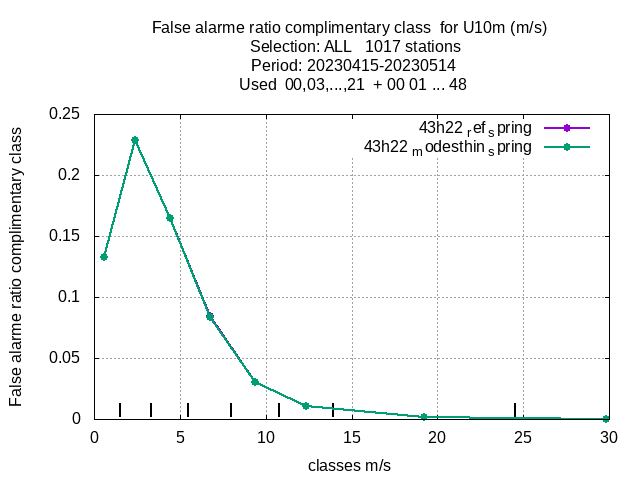 False alarme ratio complimentary class  for U10m (m/s)
Selection: ALL   1017 stations
Period: 20230415-20230514
Used  00,03,...,21  + 00 01 ... 48
43h22 ref spring
43h22 modesthin spring
False alarme ratio complimentary class
0.25
0.2
0.15
0.1
0.05
0
0 5 10 15 20 25 30
classes m/s